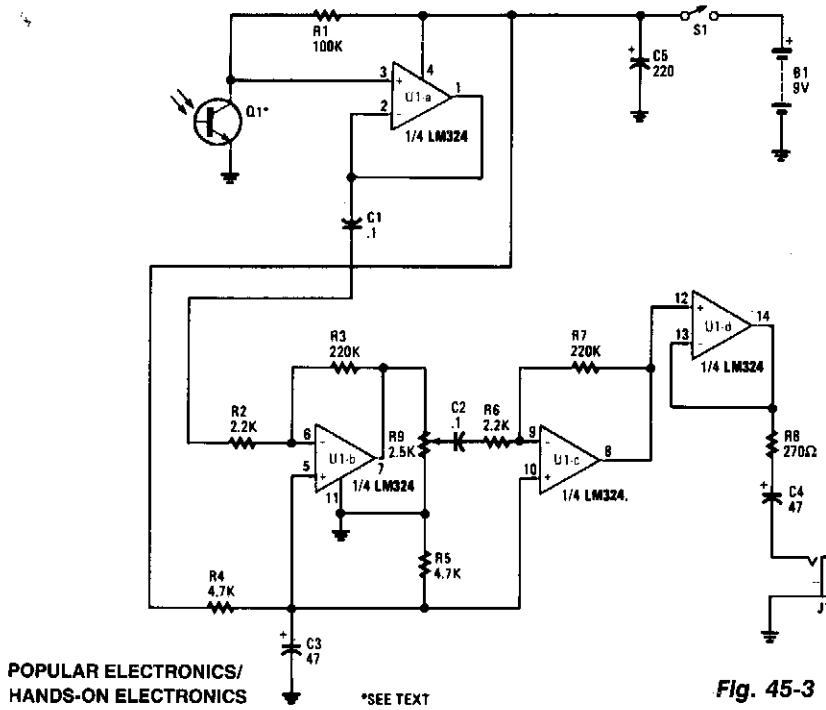 R1
100K
4
3
+
1
U1-a
2
−
1/4 LM324
Q1*
+
C5
220
S1
+
B1
9V
C1
.1
R3
220K
R2
2.2K
6
−
5
+
U1-b
7
11
1/4 LM324
R9
2.5K
C2
.1
R6
2.2K
R7
220K
9
−
10
+
U1-c
8
1/4 LM324.
12
+
13
−
U1-d
14
1/4 LM324
R8
270Ω
+
C4
47
R4
4.7K
R5
4.7K
+
C3
47
POPULAR ELECTRONICS/
HANDS-ON ELECTRONICS
*SEE TEXT
Fig. 45-3